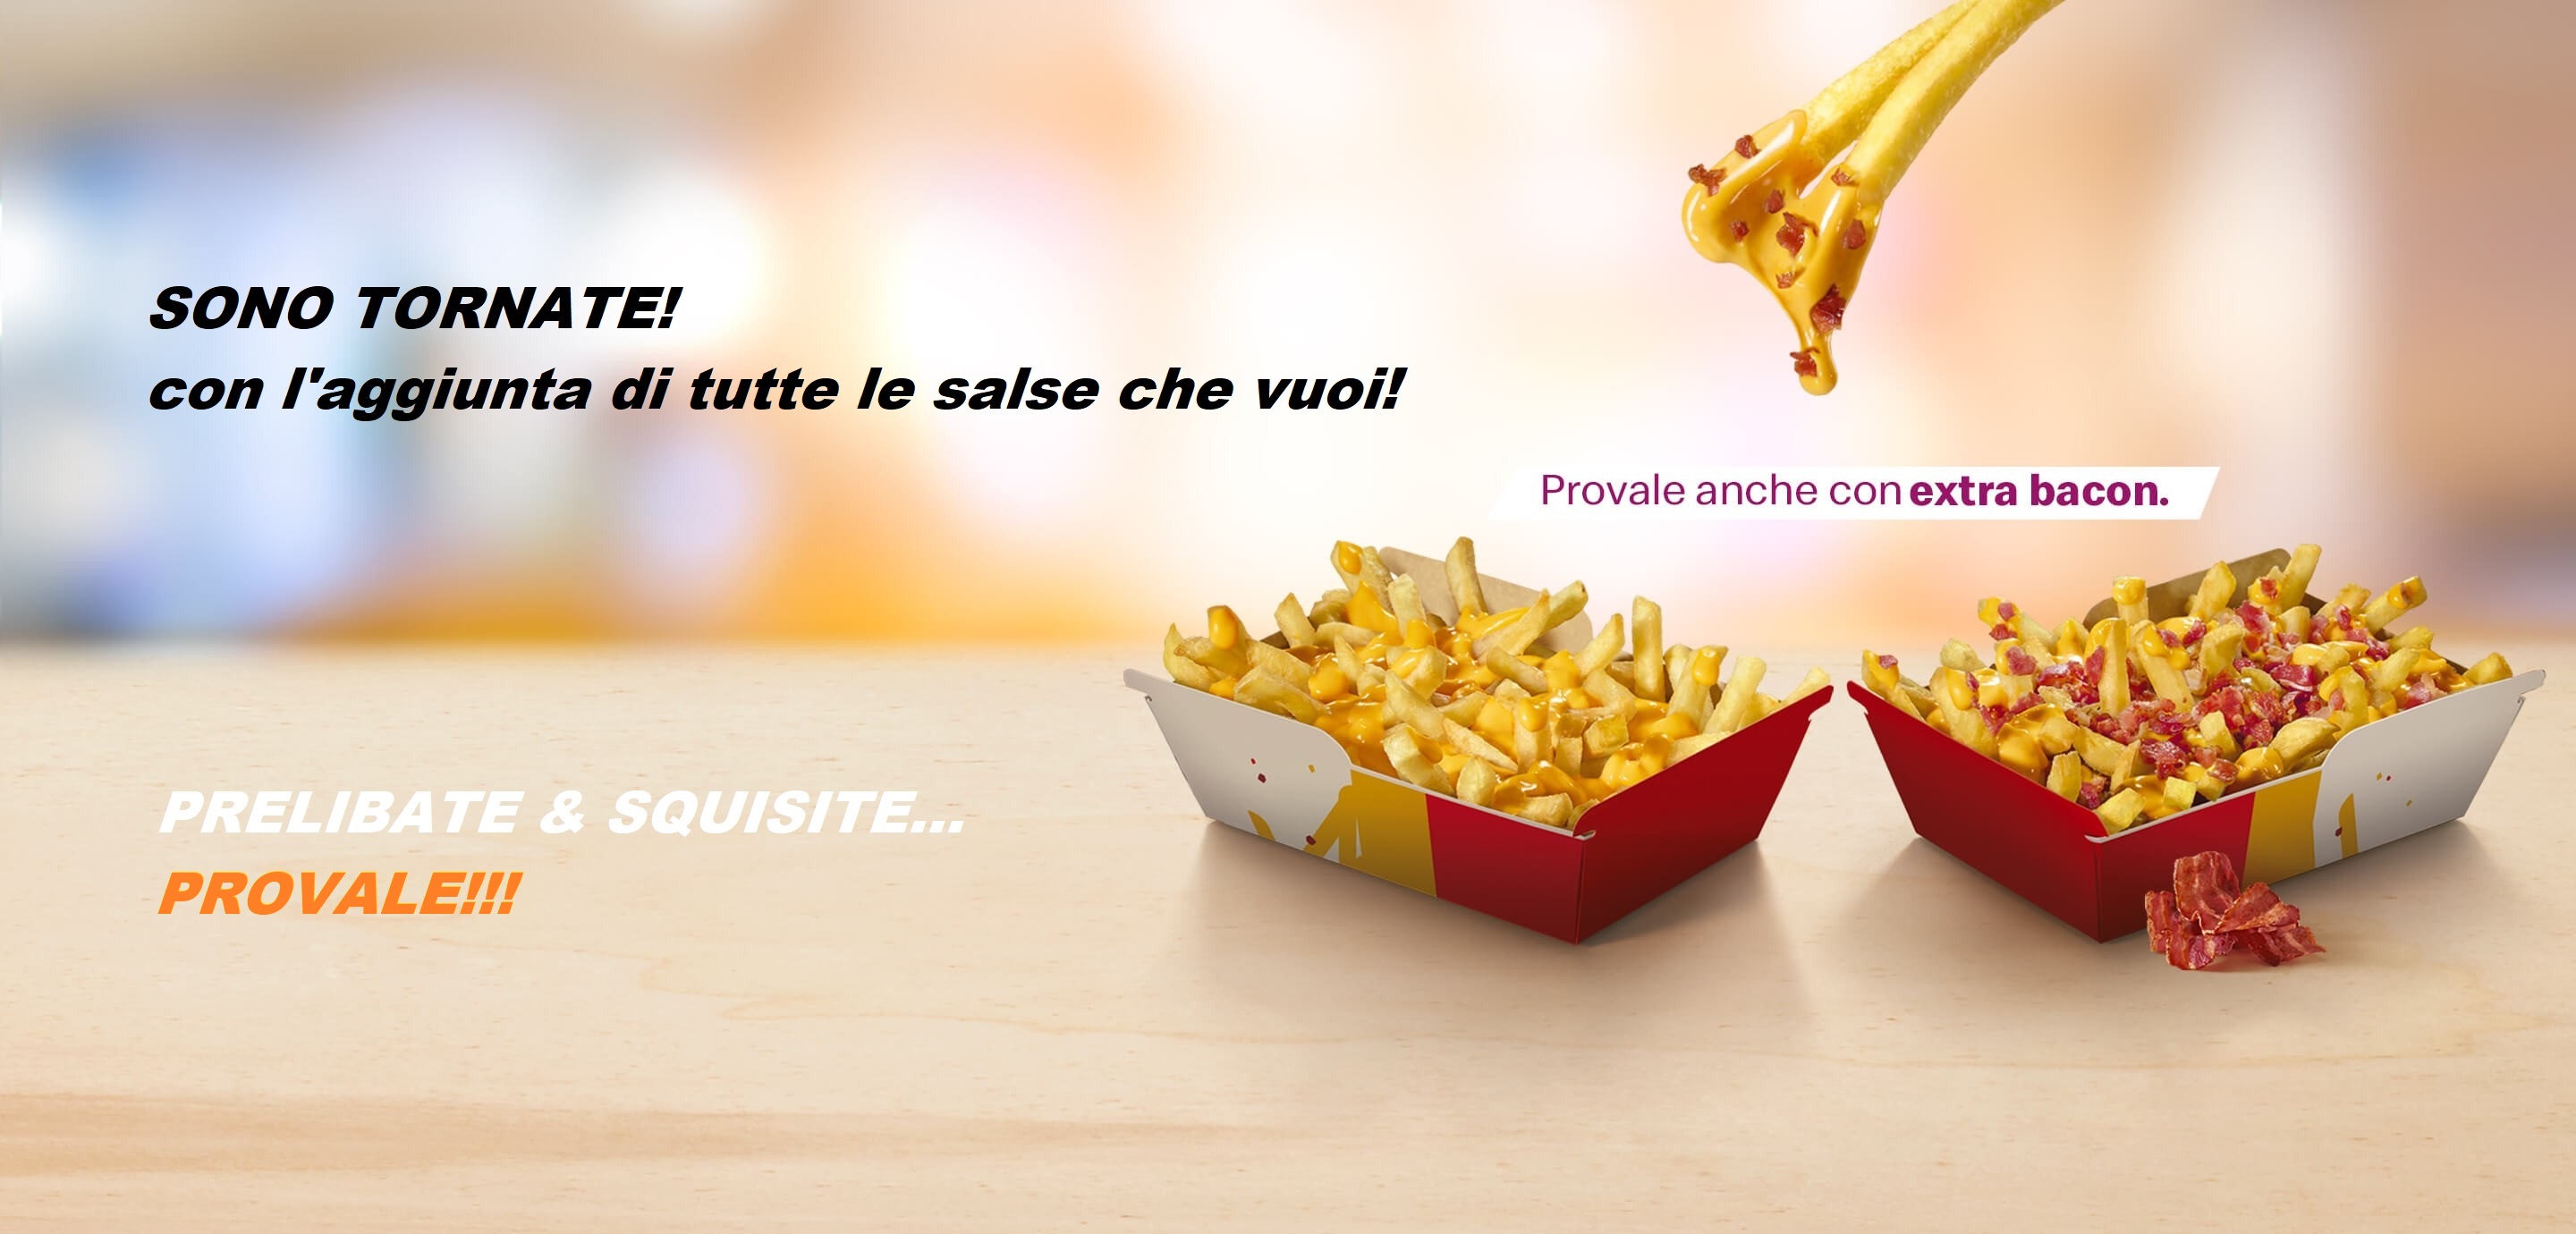 SONO TORNATE!
con l'aggiunta di tutte le salse che vuoi!
Provale anche con extra bacon.
PRELIBATE & SQUISITE...
PROVALE!!!